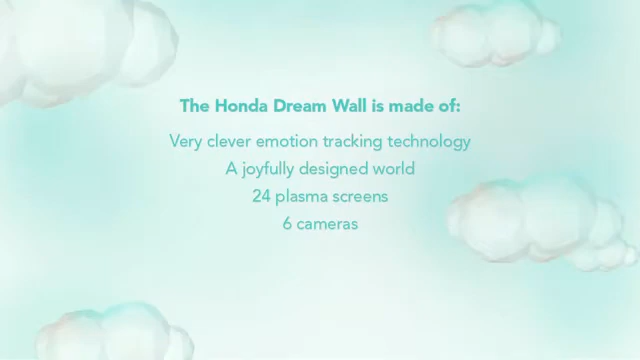 The Honda Dream Wall is made of:
Very clever emotion tracking technology
A joyfully designed world
24 plasma screens
6 cameras